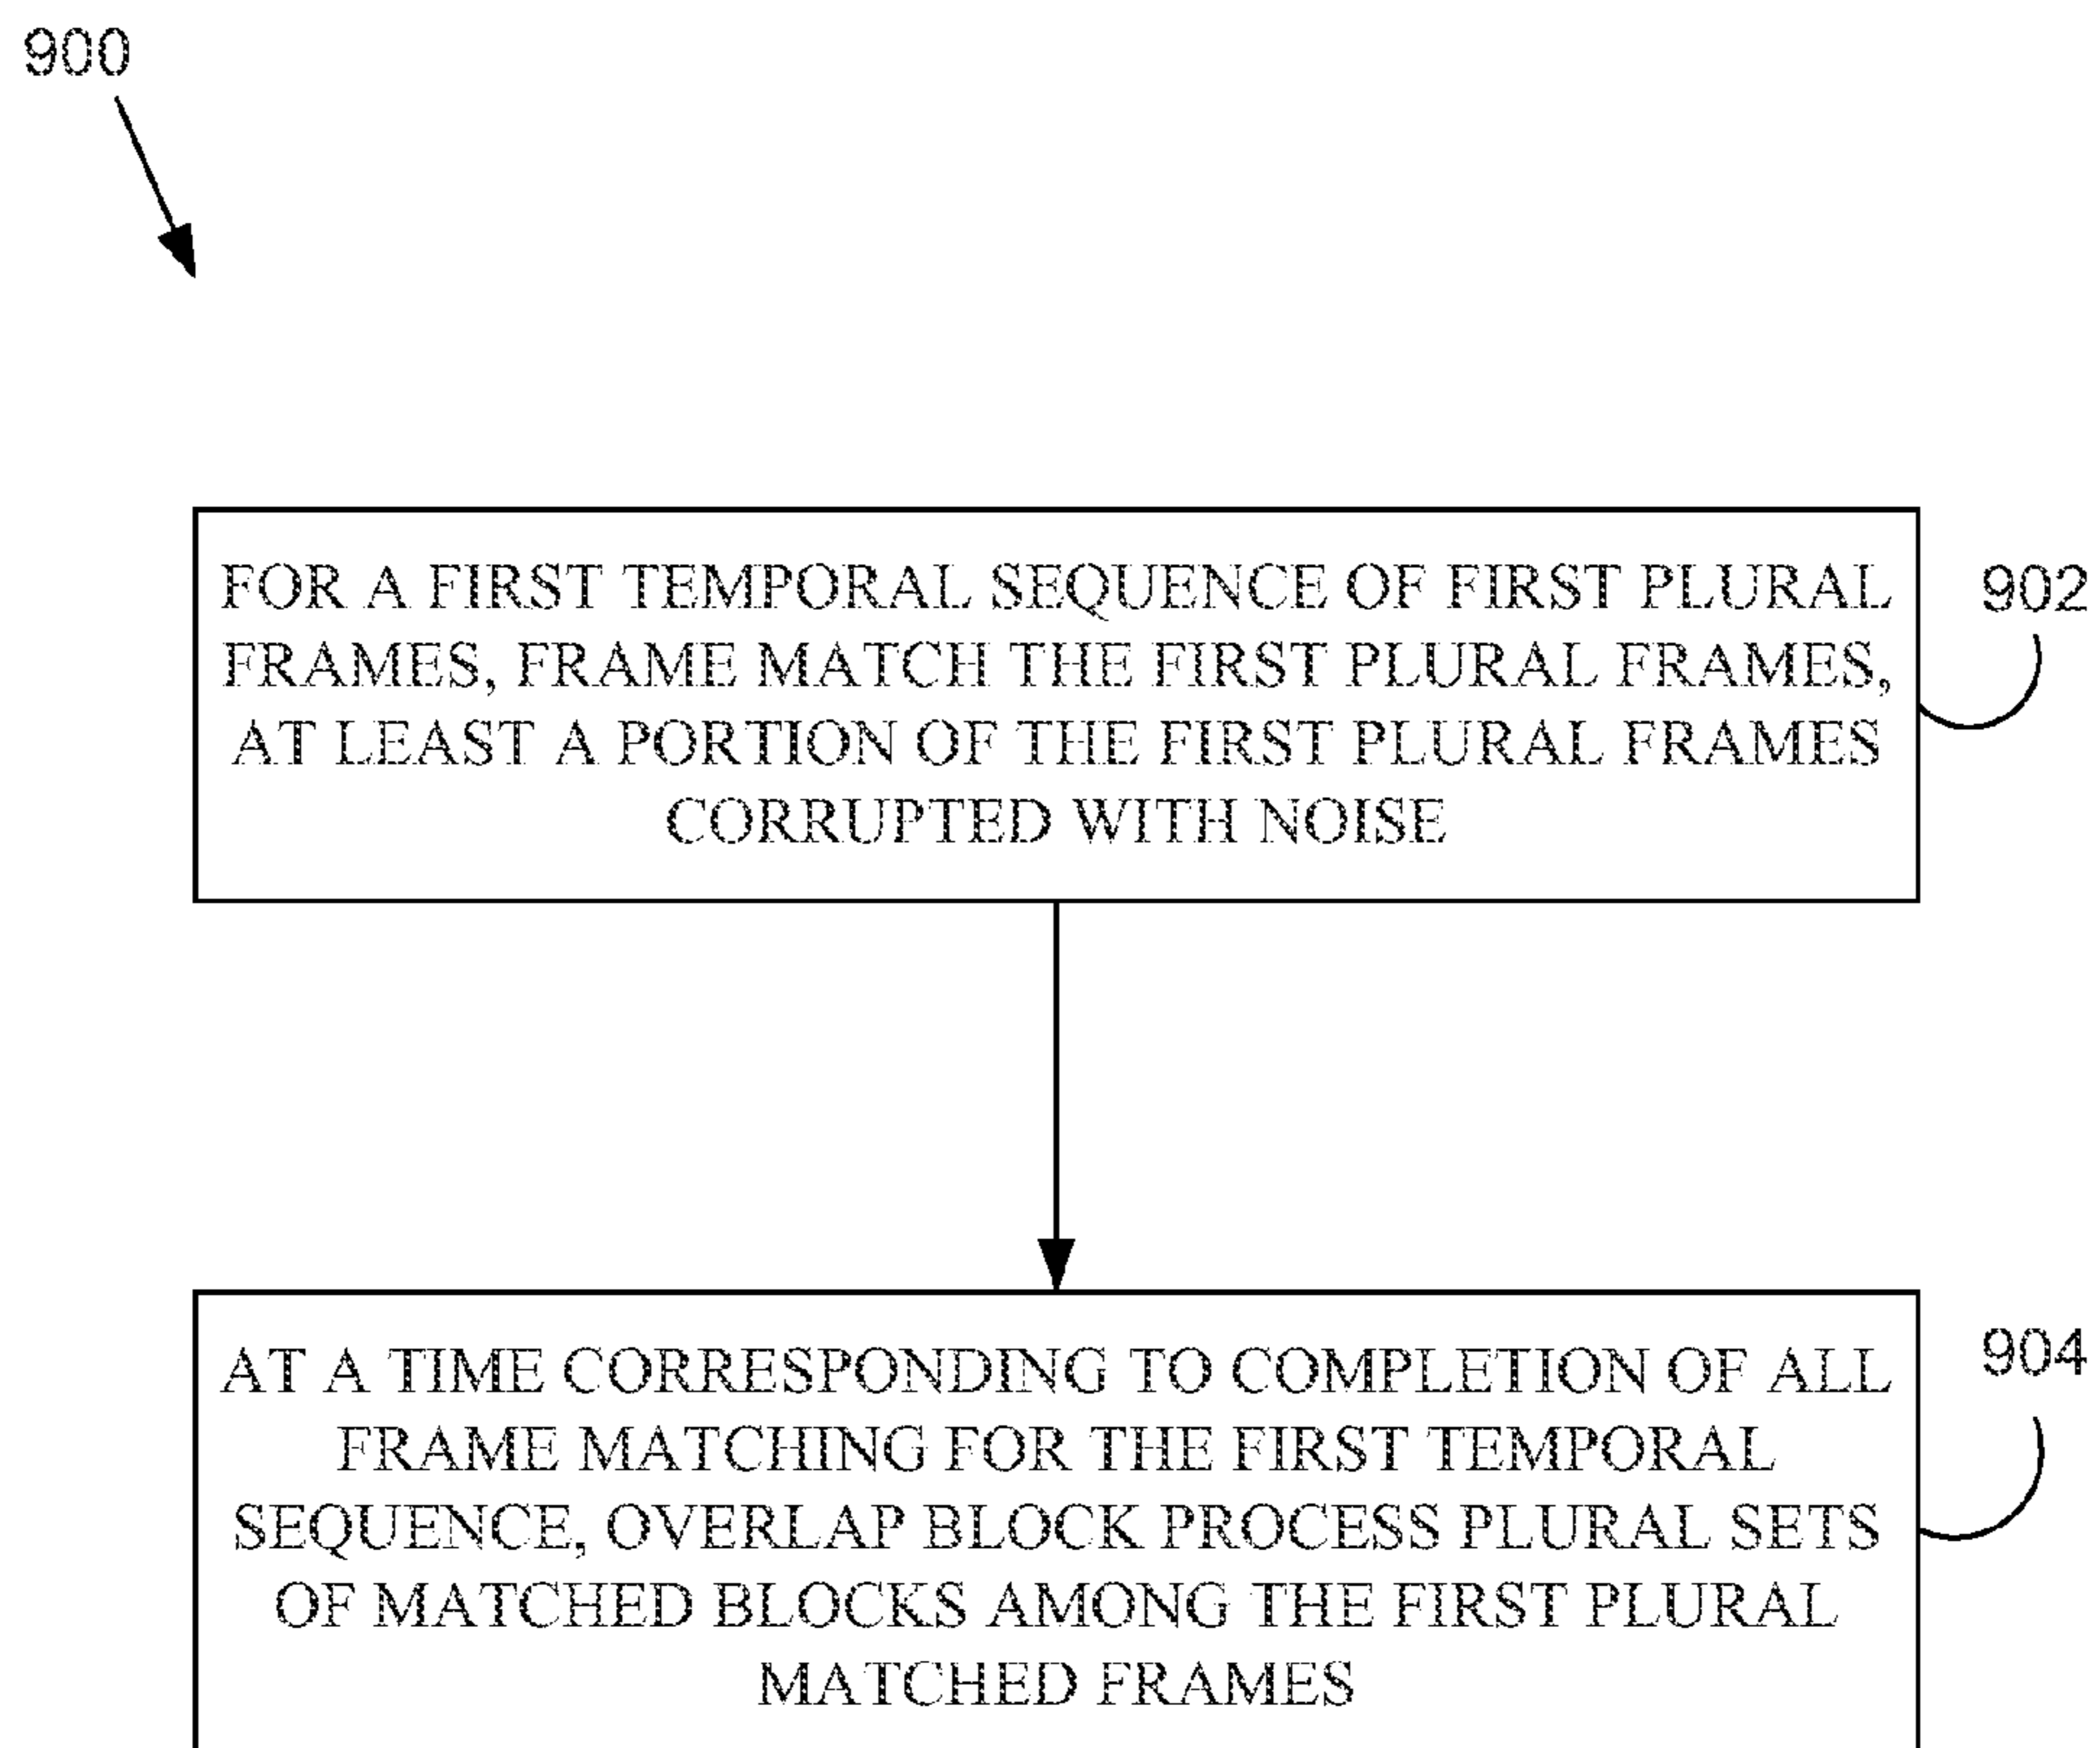 900
FOR A FIRST TEMPORAL SEQUENCE OF FIRST PLURAL
FRAMES, FRAME MATCH THE FIRST PLURAL FRAMES,
AT LEAST A PORTION OF THE FIRST PLURAL FRAMES
CORRUPTED WITH NOISE
902
AT A TIME CORRESPONDING TO COMPLETION OF ALL
FRAME MATCHING FOR THE FIRST TEMPORAL
SEQUENCE, OVERLAP BLOCK PROCESS PLURAL SETS
OF MATCHED BLOCKS AMONG THE FIRST PLURAL
MATCHED FRAMES
904